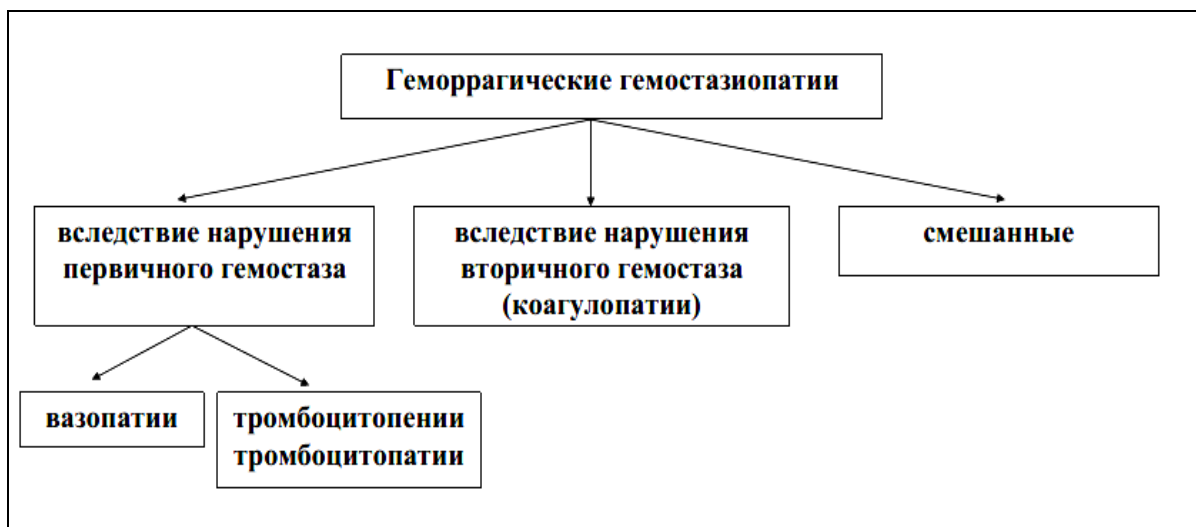 Геморрагические гемостазиопатии
вследствие нарушения
первичного гемостаза
вследствие нарушения
вторичного гемостаза
(коагулопатии)
смешанные
вазопатии
тромбоцитопении
тромбоцитопатии